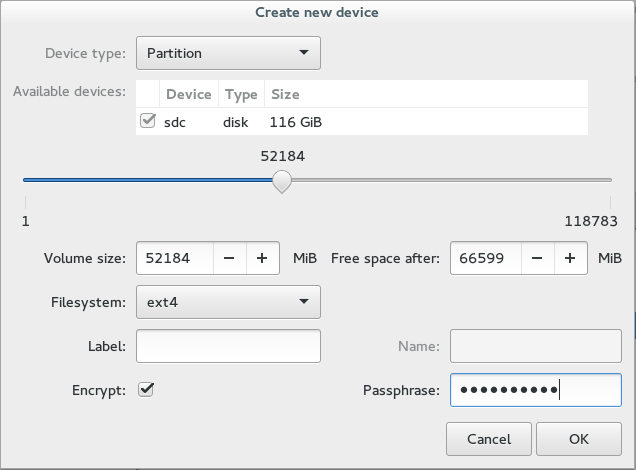 Create new device
Device type: Partition
Available devices:
Device Type Size
sdc disk 116 GiB
52184
1 118783
Volume size: 52184 − + MiB Free space after: 66599 − + MiB
Filesystem: ext4
Label: Name:
Encrypt: Passphrase: ●●●●●●●●●●
Cancel OK